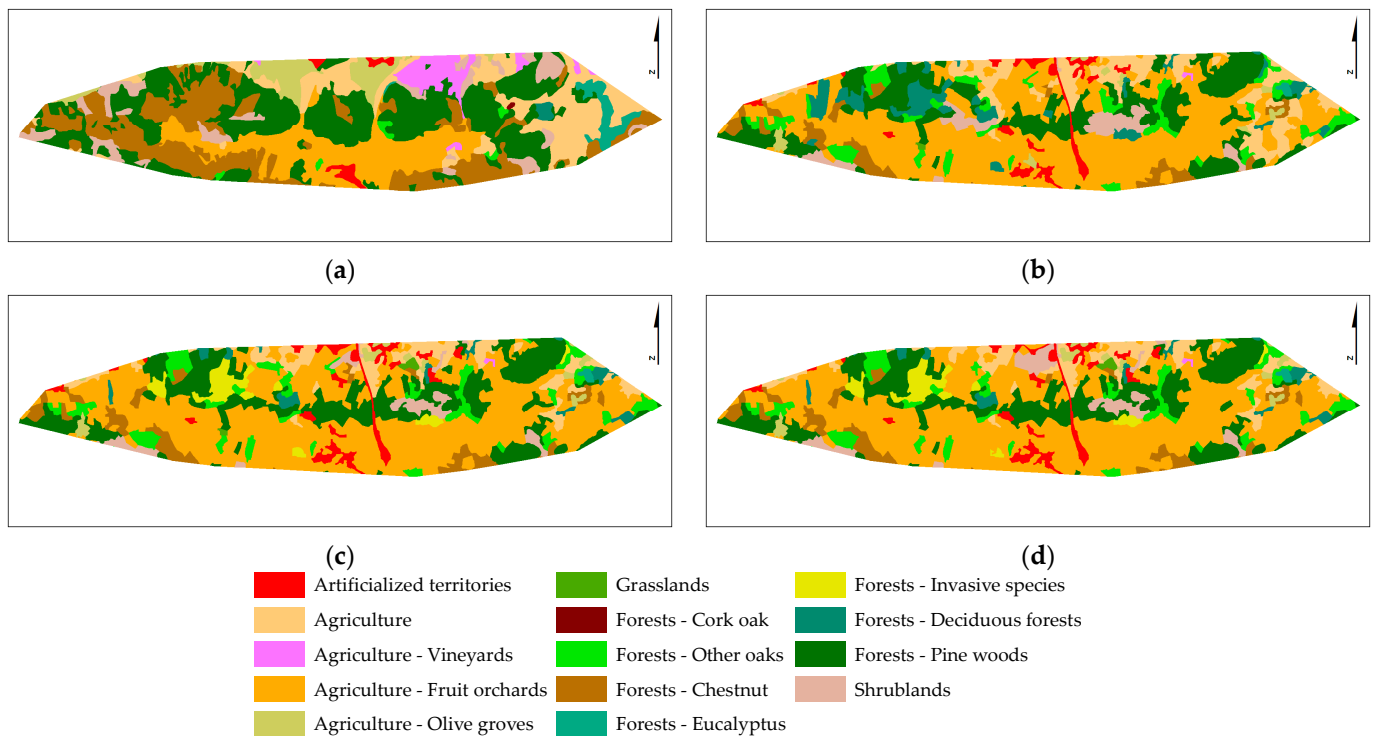 N
N
(a)
(b)
N
N
(c)
(d)
Artificialized territories
Grasslands
Forests - Invasive species
Agriculture
Forests - Cork oak
Forests - Deciduous forests
Agriculture - Vineyards
Forests - Other oaks
Forests - Pine woods
Agriculture - Fruit orchards
Forests - Chestnut
Shrublands
Agriculture - Olive groves
Forests - Eucalyptus